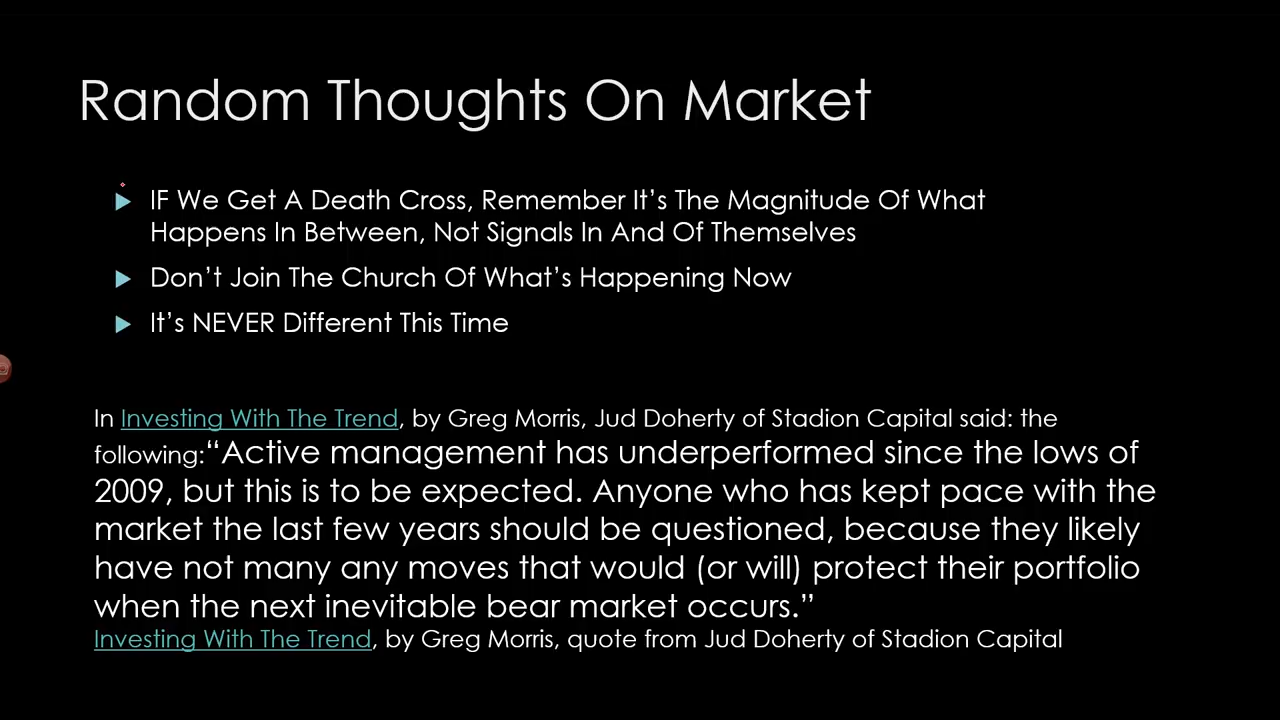 Random Thoughts On Market
IF We Get A Death Cross, Remember It’s The Magnitude Of What
Happens In Between, Not Signals In And Of Themselves
Don’t Join The Church Of What’s Happening Now
It’s NEVER Different This Time
In Investing With The Trend, by Greg Morris, Jud Doherty of Stadion Capital said: the
following:“Active management has underperformed since the lows of
2009, but this is to be expected. Anyone who has kept pace with the
market the last few years should be questioned, because they likely
have not many any moves that would (or will) protect their portfolio
when the next inevitable bear market occurs.”
Investing With The Trend, by Greg Morris, quote from Jud Doherty of Stadion Capital